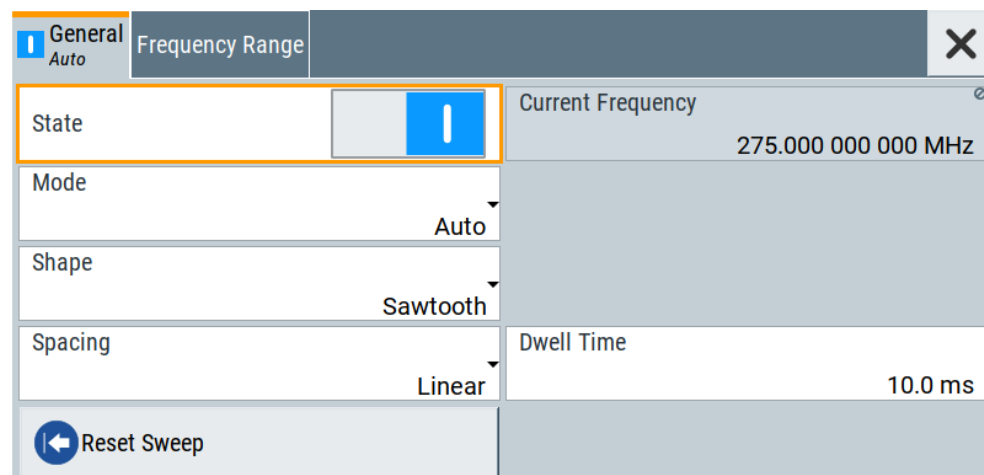 General
Auto
Frequency Range
State
Current Frequency
275.000 000 000 MHz
Mode
Auto
Shape
Sawtooth
Spacing
Linear
Dwell Time
10.0 ms
Reset Sweep